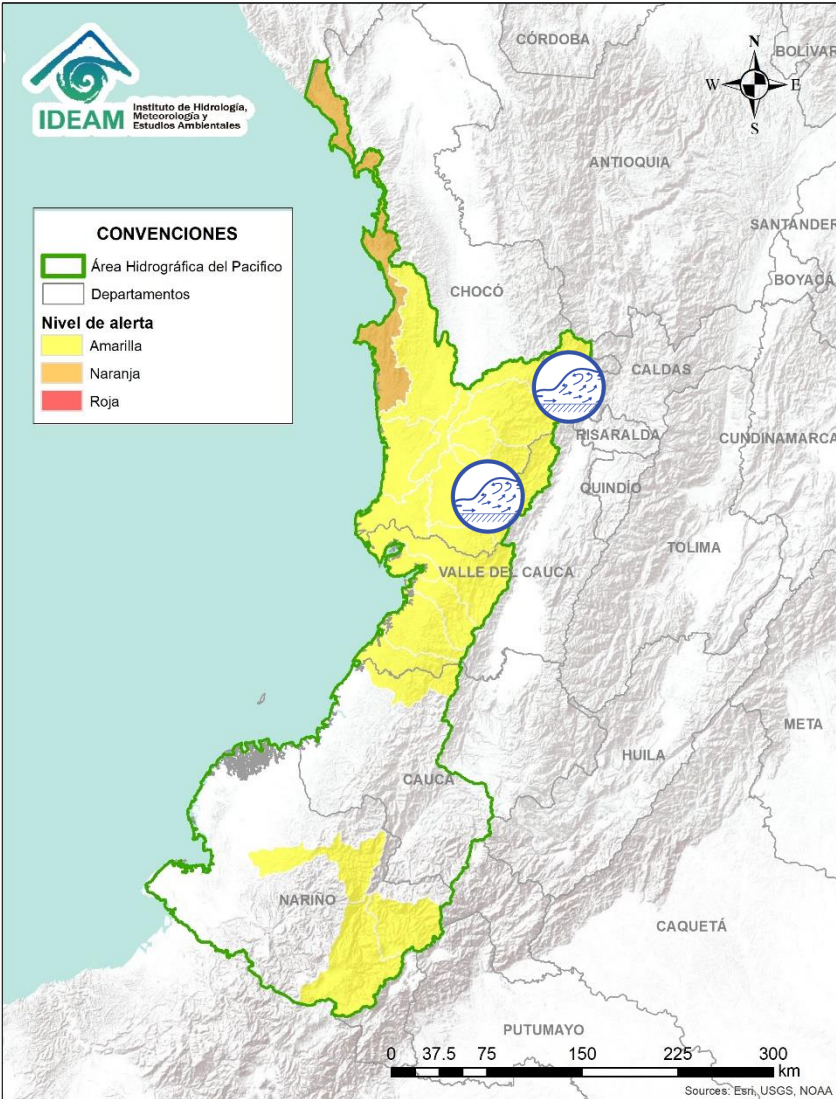 IDEAM
Instituto de Hidrología,
Meteorología y
Estudios Ambientales
CÓRDOBA
BOLÍVAR
N
W
E
S
ANTIOQUIA
SANTANDER
BOYACÁ
CONVENCIONES
Área Hidrográfica del Pacifico
Departamentos
Nivel de alerta
Amarilla
Naranja
Roja
CHOCÓ
CALDAS
RISARALDA
CUNDINAMARCA
QUINDÍO
TOLIMA
VALLE DEL CAUCA
META
HUILA
CAUCA
NARIÑO
CAQUETÁ
PUTUMAYO
0 37.5 75 150 225 300
km
Sources: Esri, USGS, NOAA